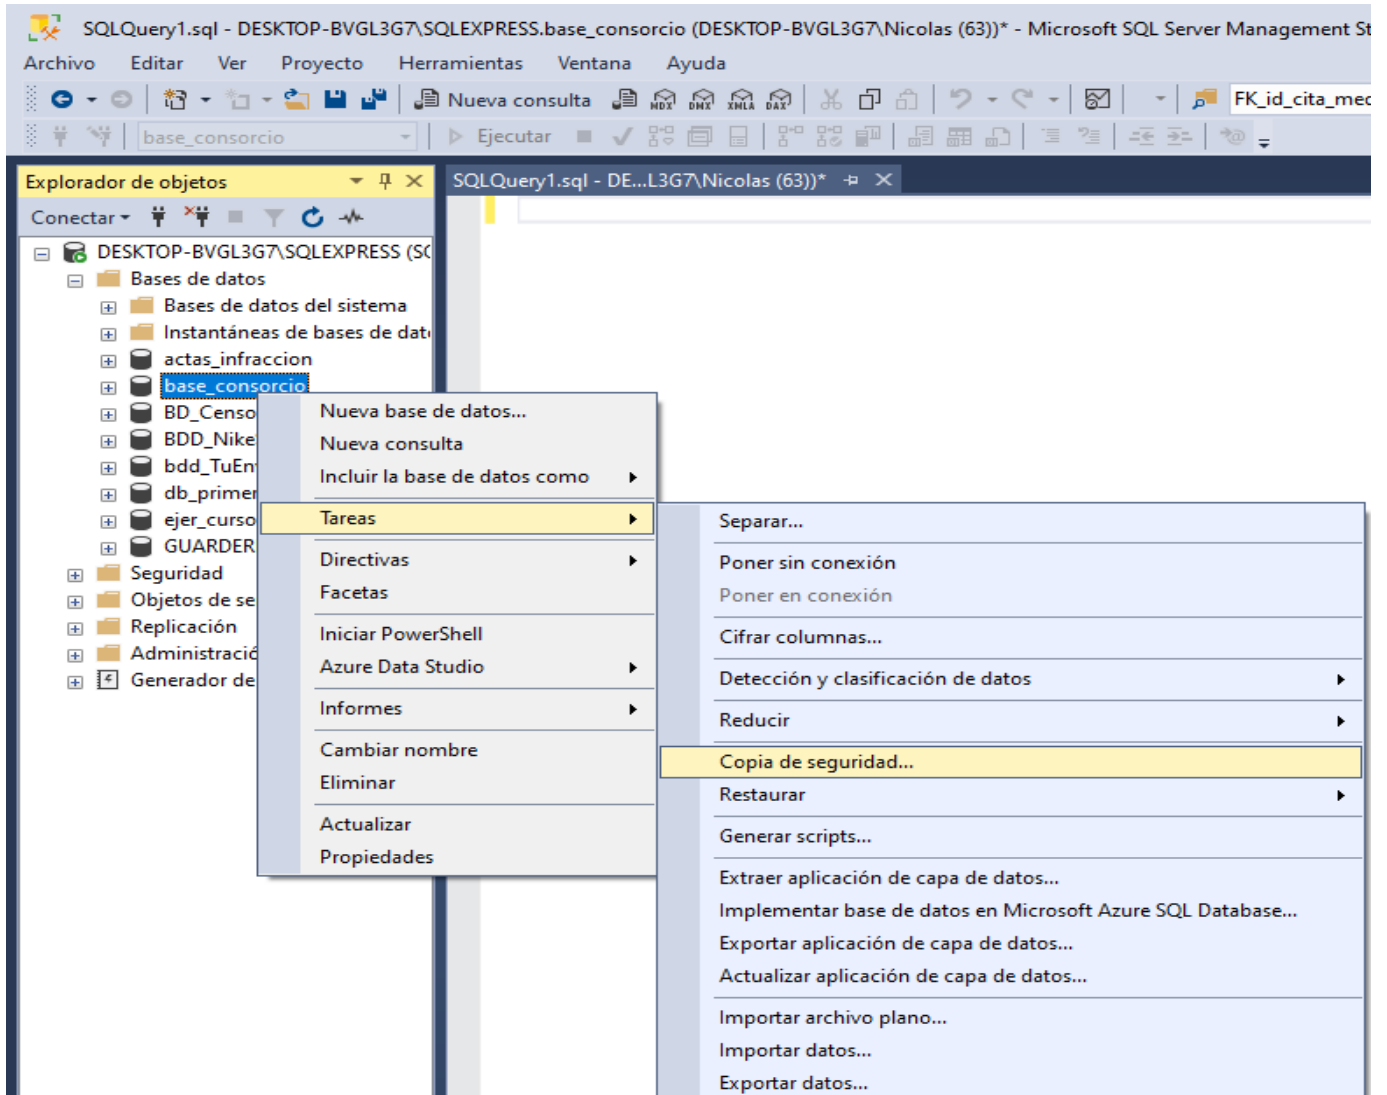 SQLQuery1.sql - DESKTOP-BVGL3G7\SQLEXPRESS.base_consorcio (DESKTOP-BVGL3G7\Nicolas (63))* - Microsoft SQL Server Management St
Archivo Editar Ver Proyecto Herramientas Ventana Ayuda
Nueva consulta MDX DMX XMLA DAX FK_id_cita_med
base_consorcio Ejecutar
Explorador de objetos
SQLQuery1.sql - DE...L3G7\Nicolas (63))*
Conectar
DESKTOP-BVGL3G7\SQLEXPRESS (SQ
Bases de datos
Bases de datos del sistema
Instantáneas de bases de dat
actas_infraccion
base_consorcio
BD_Censo
BDD_Nike
bdd_TuEn
db_primer
ejer_curso
GUARDER
Seguridad
Objetos de se
Replicación
Administració
Generador de
Nueva base de datos...
Nueva consulta
Incluir la base de datos como
Tareas
Directivas
Facetas
Iniciar PowerShell
Azure Data Studio
Informes
Cambiar nombre
Eliminar
Actualizar
Propiedades
Separar...
Poner sin conexión
Poner en conexión
Cifrar columnas...
Detección y clasificación de datos
Reducir
Copia de seguridad...
Restaurar
Generar scripts...
Extraer aplicación de capa de datos...
Implementar base de datos en Microsoft Azure SQL Database...
Exportar aplicación de capa de datos...
Actualizar aplicación de capa de datos...
Importar archivo plano...
Importar datos...
Exportar datos...